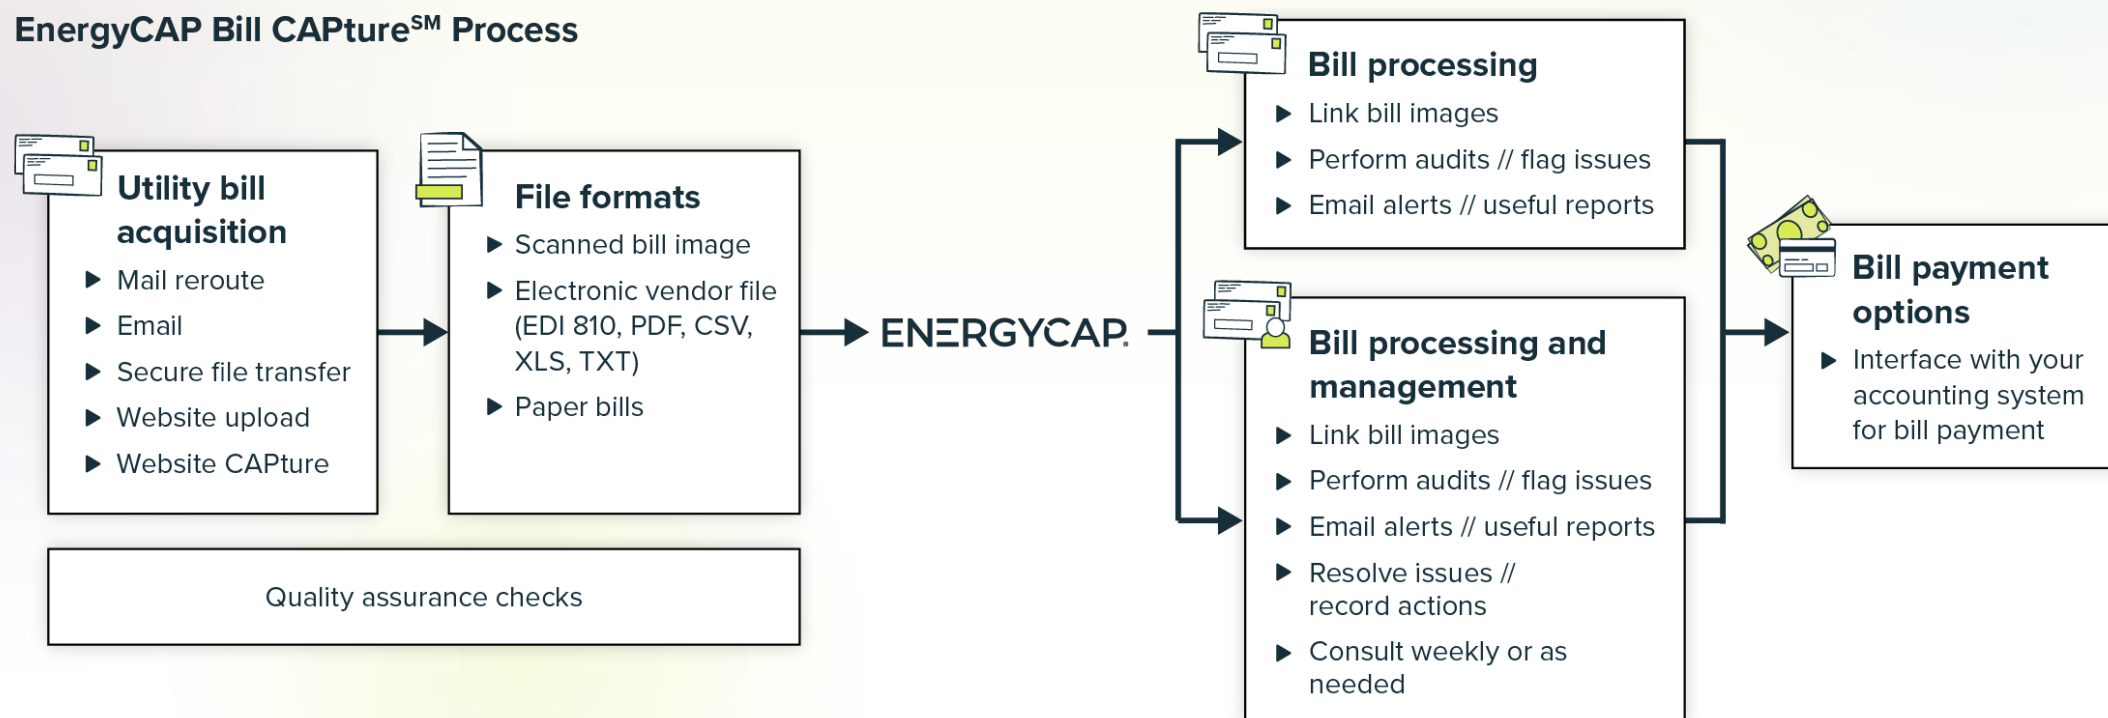 EnergyCAP Bill CAPture℠ Process
Utility bill
acquisition
Mail reroute
Email
Secure file transfer
Website upload
Website CAPture
File formats
Scanned bill image
Electronic vendor file
(EDI 810, PDF, CSV,
XLS, TXT)
Paper bills
Quality assurance checks
ENERGYCAP.
Bill processing
Link bill images
Perform audits // flag issues
Email alerts // useful reports
Bill processing and
management
Link bill images
Perform audits // flag issues
Email alerts // useful reports
Resolve issues //
record actions
Consult weekly or as
needed
Bill payment
options
Interface with your
accounting system
for bill payment